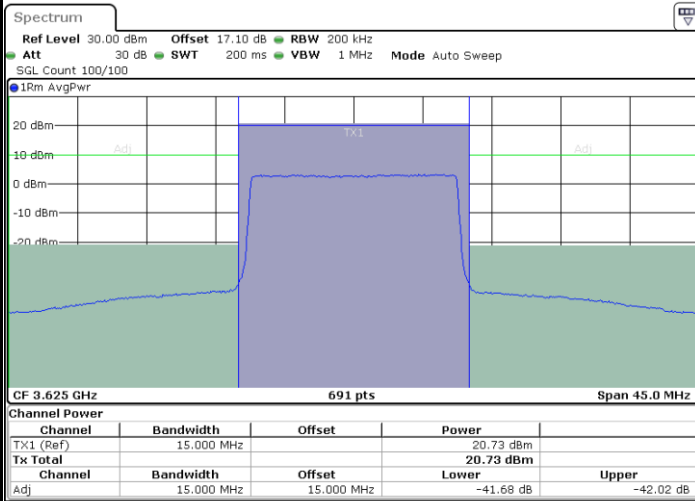 Spectrum
Ref Level 30.00 dBm Offset 17.10 dB RBW 200 kHz
Att 30 dB SWT 200 ms VBW 1 MHz Mode Auto Sweep
SGL Count 100/100
1Rm AvgPwr
20 dBm
TX1
Adj Adj
10 dBm
0 dBm
-10 dBm
-20 dBm
CF 3.625 GHz 691 pts Span 45.0 MHz
Channel Power
Channel Bandwidth Offset Power
TX1 (Ref) 15.000 MHz 20.73 dBm
Tx Total 20.73 dBm
Channel Bandwidth Offset Lower Upper
Adj 15.000 MHz 15.000 MHz -41.68 dB -42.02 dB